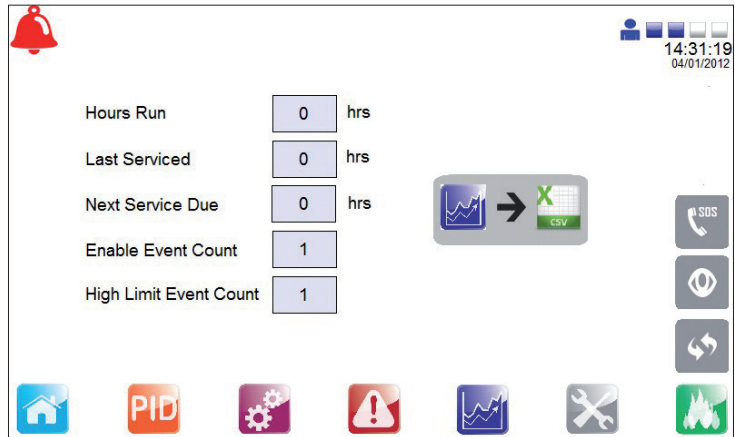 14:31:19
04/01/2012
Hours Run 0 hrs
Last Serviced 0 hrs
Next Service Due 0 hrs
X
CSV
SOS
Enable Event Count 1
High Limit Event Count 1
PID